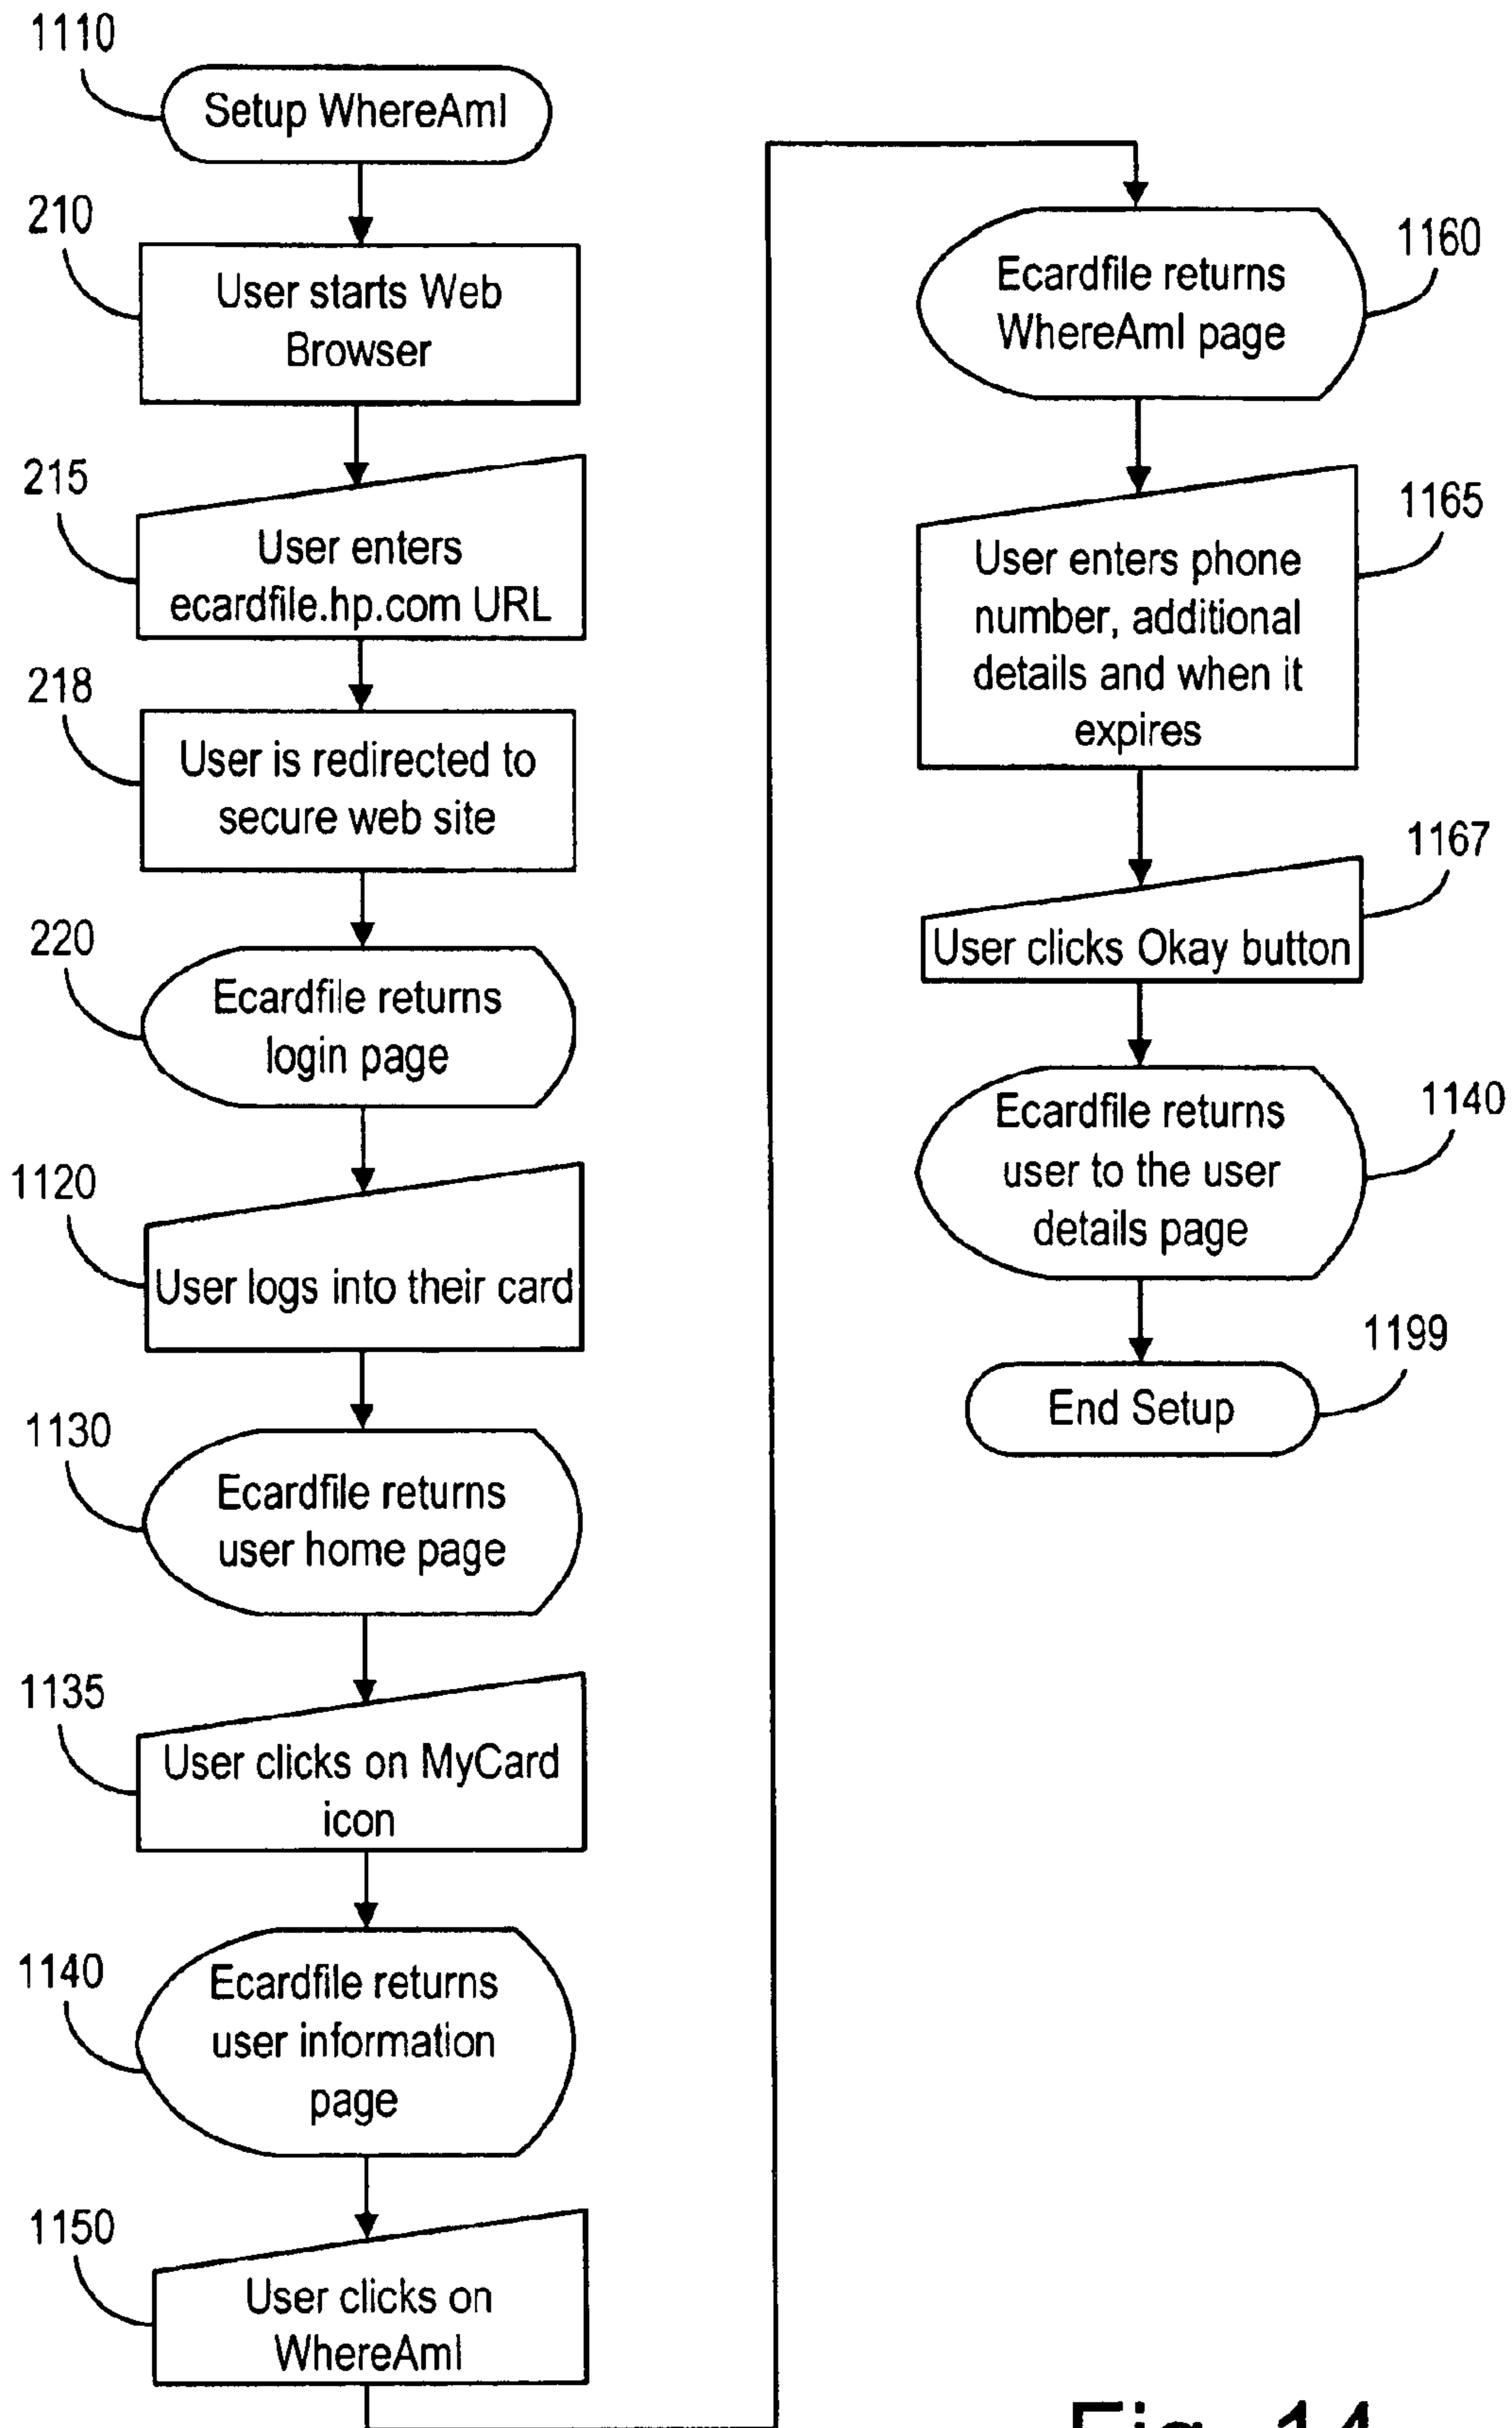 1110
Setup WhereAmI
210
User starts Web
Browser
215
User enters
ecardfile.hp.com URL
218
User is redirected to
secure web site
220
Ecardfile returns
login page
1120
User logs into their card
1130
Ecardfile returns
user home page
1135
User clicks on MyCard
icon
1140
Ecardfile returns
user information
page
1150
User clicks on
WhereAmI
1160
Ecardfile returns
WhereAmI page
1165
User enters phone
number, additional
details and when it
expires
1167
User clicks Okay button
1140
Ecardfile returns
user to the user
details page
1199
End Setup
Fig. 14